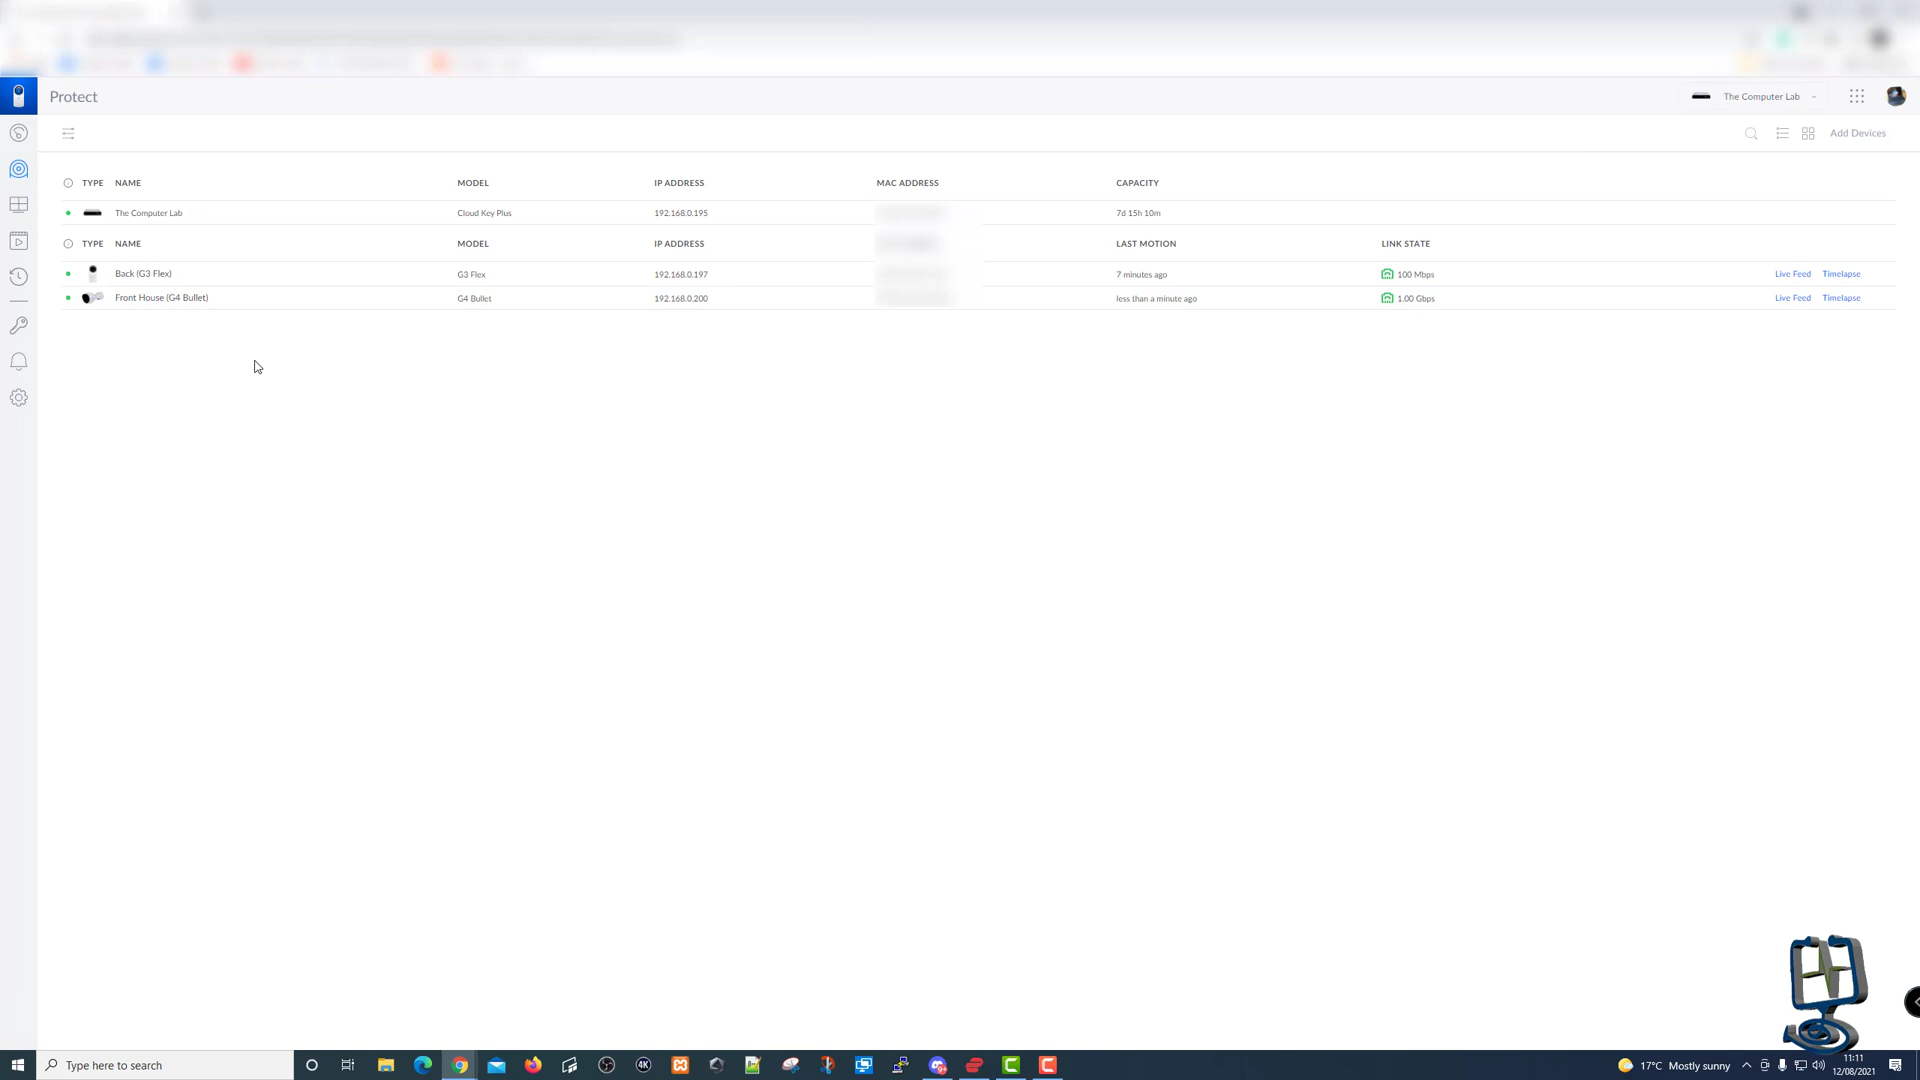 Protect
The Computer Lab
Add Devices
TYPE NAME MODEL IP ADDRESS MAC ADDRESS CAPACITY
The Computer Lab Cloud Key Plus 192.168.0.195 7d 15h 10m
TYPE NAME MODEL IP ADDRESS LAST MOTION LINK STATE
Back (G3 Flex) G3 Flex 192.168.0.197 7 minutes ago 100 Mbps Live Feed Timelapse
Front House (G4 Bullet) G4 Bullet 192.168.0.200 less than a minute ago 1.00 Gbps Live Feed Timelapse
Type here to search 4K 9+ 17°C Mostly sunny 11:11
12/08/2021